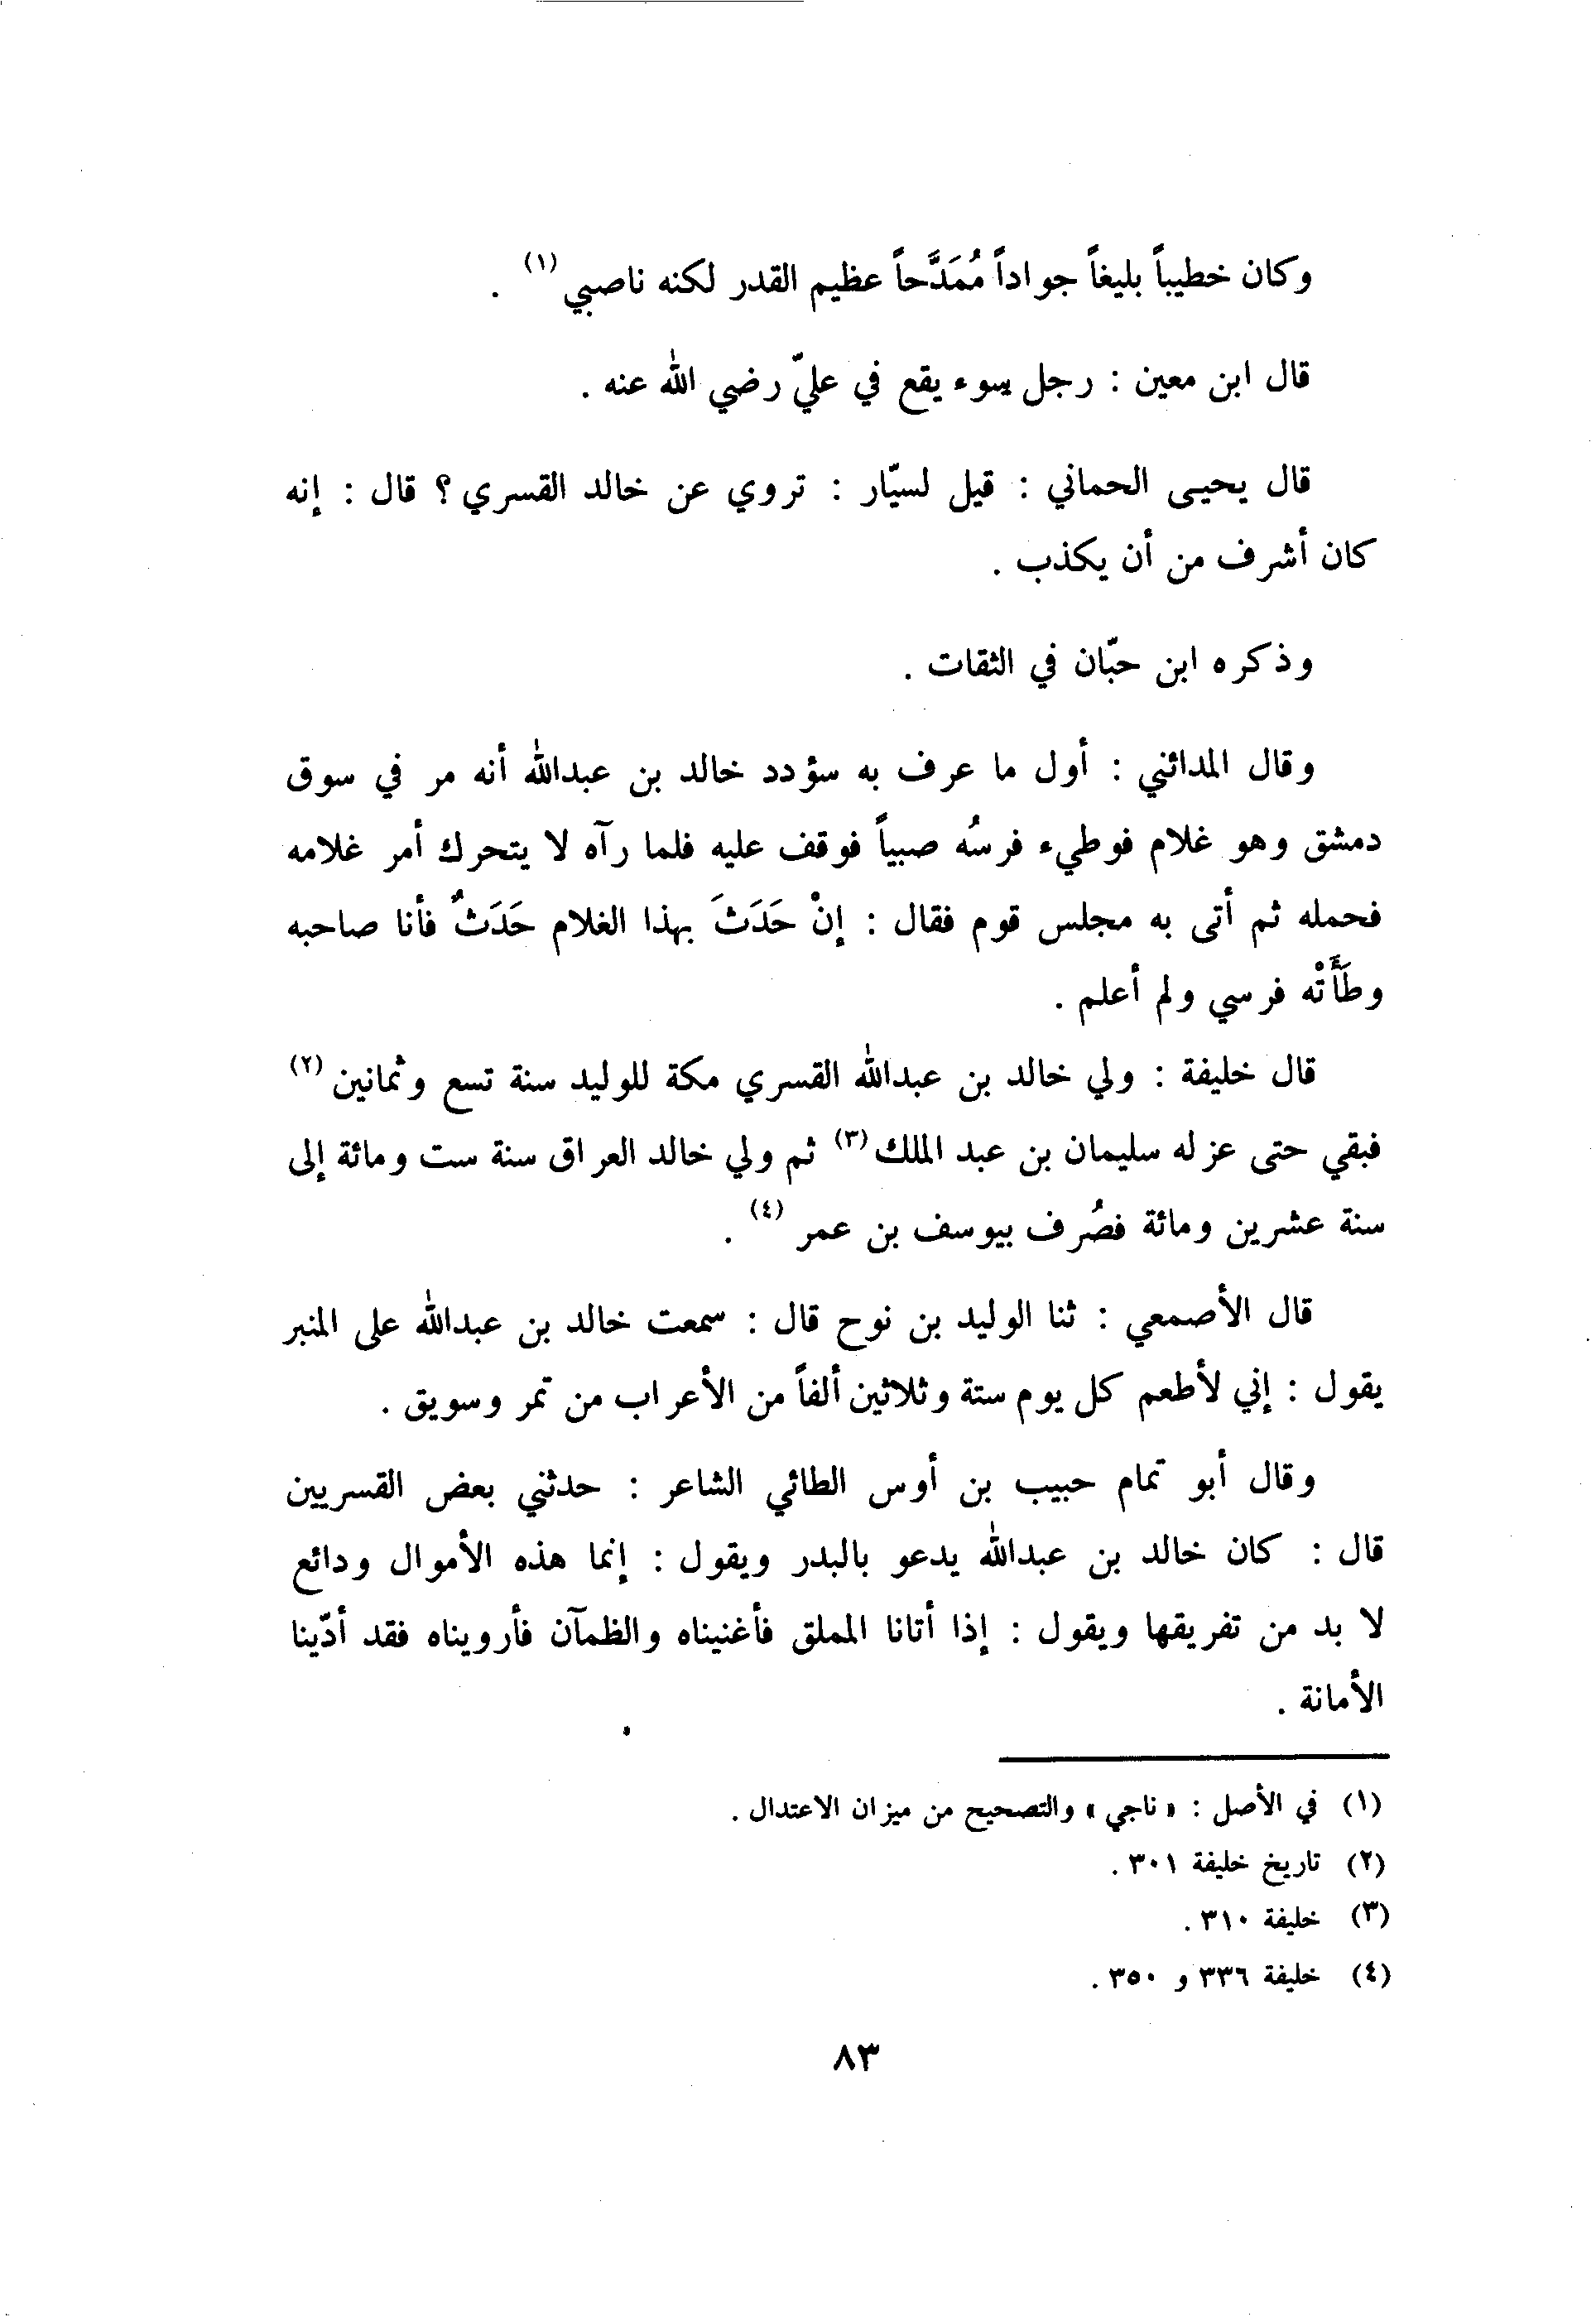 وكان خطيباً بليغاً جواداً مُمَدَّحاً عظيم القدر لكنه ناصبي (١) .
قال ابن معين : رجل سوء يقع في عليّ رضي الله عنه .
قال يحيى الحماني : قيل لسيّار : تروي عن خالد القسري ؟ قال : إنه
كان أشرف من أن يكذب .
وذكره ابن حبّان في الثقات .
وقال المدائني : أول ما عرف به سؤدد خالد بن عبدالله أنه مر في سوق
دمشق وهو غلام فوطيء فرسُه صبياً فوقف عليه فلما رآه لا يتحرك أمر غلامه
فحمله ثم أتى به مجلس قوم فقال : إنْ حَدَثَ بهذا الغلام حَدَثٌ فأنا صاحبه
وطَأَتْه فرسي ولم أعلم .
قال خليفة : ولي خالد بن عبدالله القسري مكة للوليد سنة تسع وثمانين (٢)
فبقي حتى عزله سليمان بن عبد الملك (٣) ثم ولي خالد العراق سنة ست ومائة إلى
سنة عشرين ومائة فصُرف بيوسف بن عمر (٤) .
قال الأصمعي : ثنا الوليد بن نوح قال : سمعت خالد بن عبدالله على المنبر
يقول : إني لأطعم كل يوم ستة وثلاثين ألفاً من الأعراب من تمر وسويق .
وقال أبو تمام حبيب بن أوس الطائي الشاعر : حدثني بعض القسريين
قال : كان خالد بن عبدالله يدعو بالبدر ويقول : إنما هذه الأموال ودائع
لا بد من تفريقها ويقول : إذا أتانا المملق فأغنيناه والظمآن فأرويناه فقد أدّينا
الأمانة .
(١) في الأصل : « ناجي » والتصحيح من ميزان الاعتدال .
(٢) تاريخ خليفة ٣٠١ .
(٣) خليفة ٣١٠ .
(٤) خليفة ٣٣٦ و ٣٥٠ .
٨٣